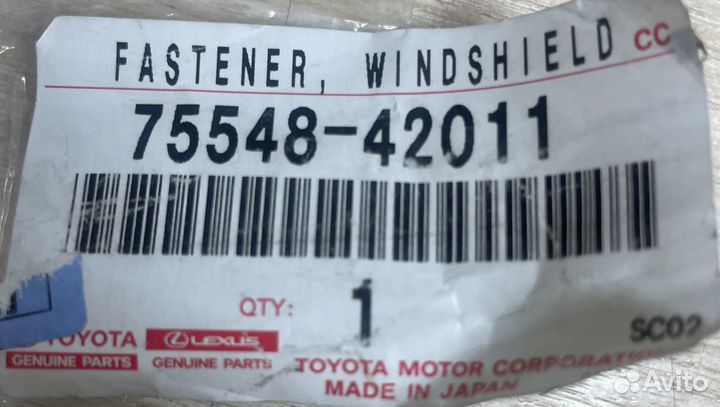 FASTENER, WINDSHIELD CC
75548-42011
QTY: 1
SC02
TOYOTA LEXUS
GENUINE PARTS GENUINE PARTS
TOYOTA MOTOR CORPORATION
MADE IN JAPAN
Avito